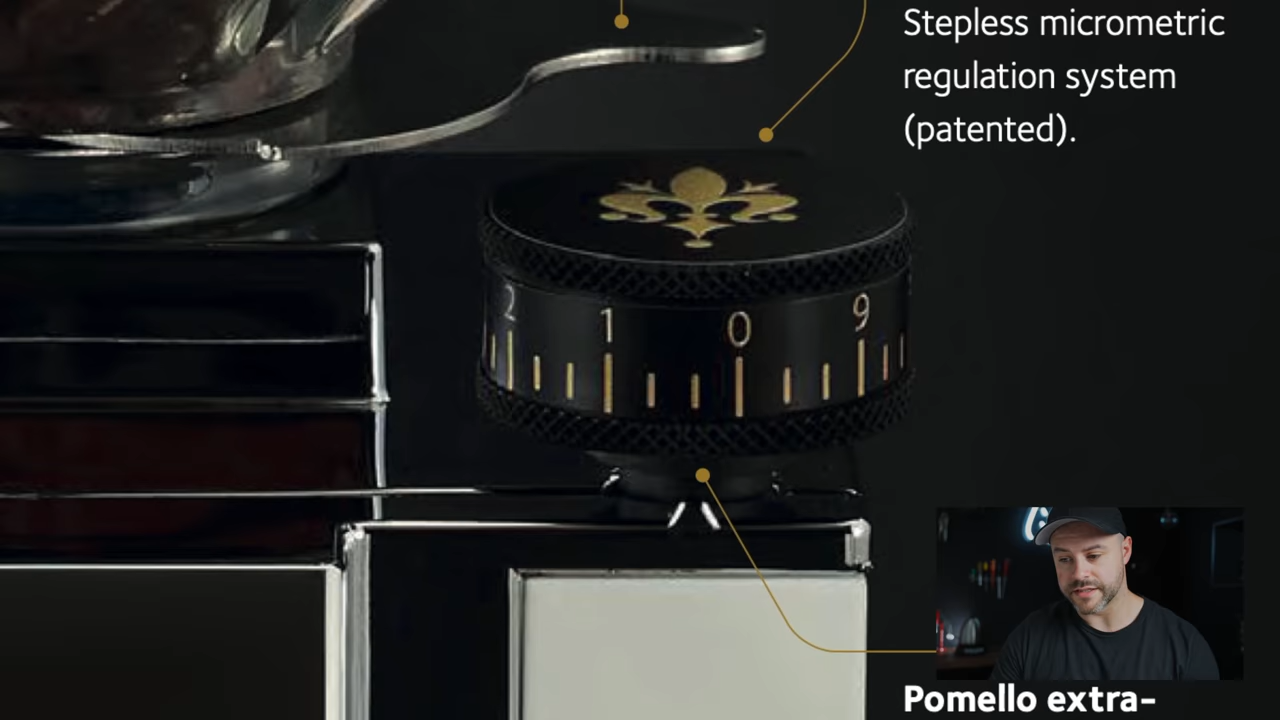 Stepless micrometric
regulation system
(patented).
2 1 0 9
Pomello extra-